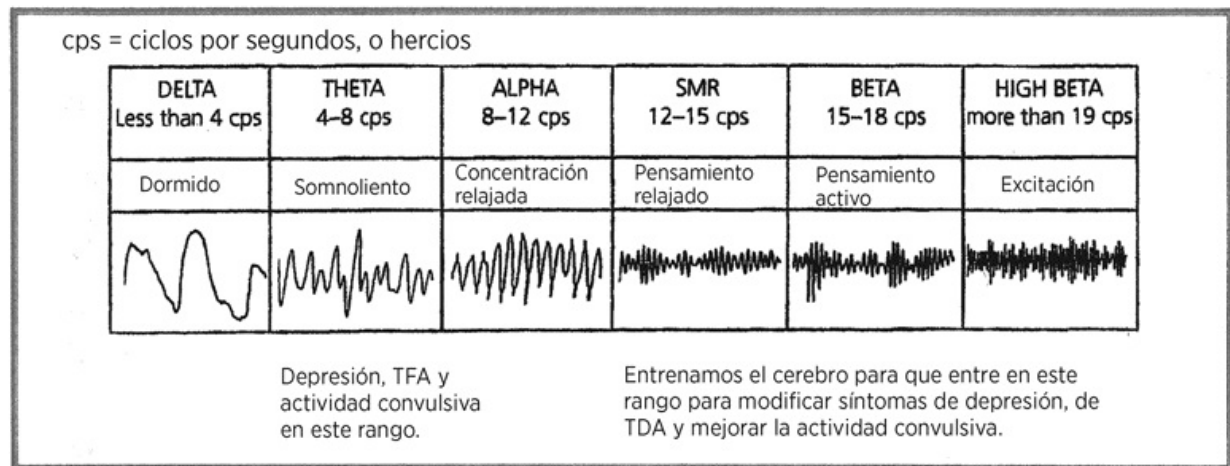 cps = ciclos por segundos, o hercios
DELTA
Less than 4 cps
THETA
4–8 cps
ALPHA
8–12 cps
SMR
12–15 cps
BETA
15–18 cps
HIGH BETA
more than 19 cps
Dormido
Somnoliento
Concentración
relajada
Pensamiento
relajado
Pensamiento
activo
Excitación
Depresión, TFA y
actividad convulsiva
en este rango.
Entrenamos el cerebro para que entre en este
rango para modificar síntomas de depresión, de
TDA y mejorar la actividad convulsiva.